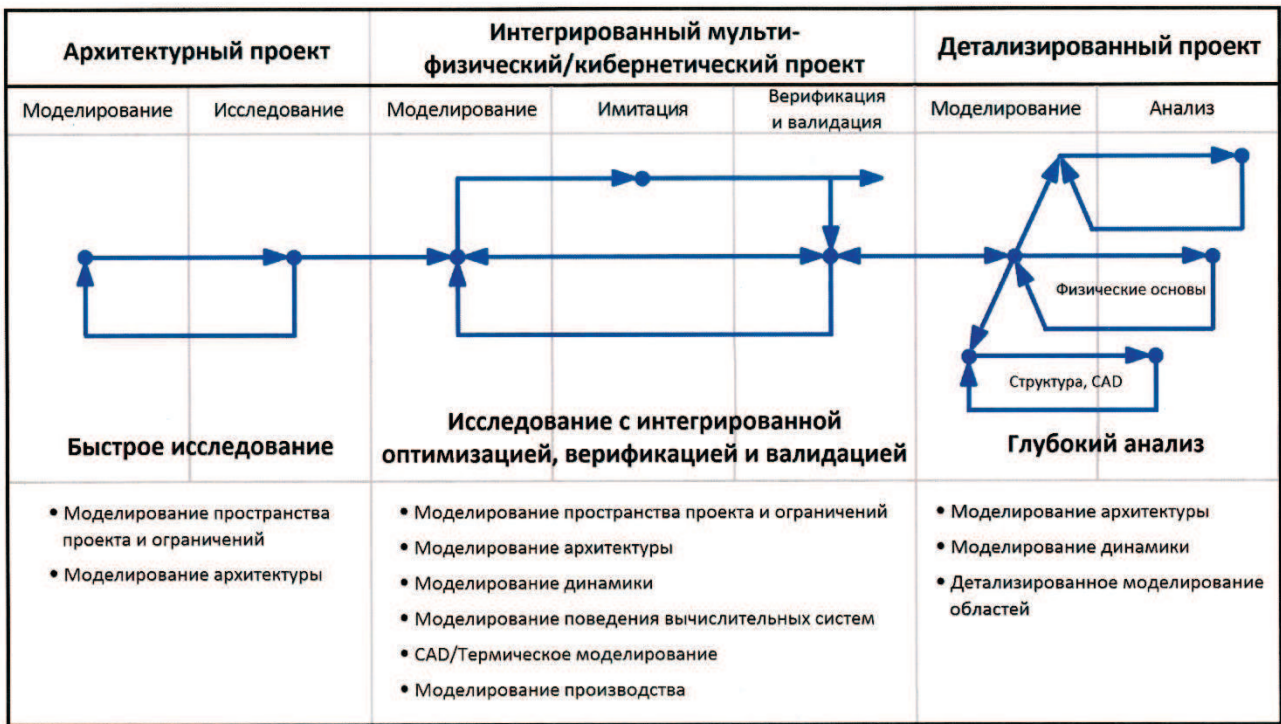 Архитектурный проект
Интегрированный мульти-
физический/кибернетический проект
Детализированный проект
Моделирование
Исследование
Моделирование
Имитация
Верификация
и валидация
Моделирование
Анализ
Физические основы
Структура, CAD
Быстрое исследование
Исследование с интегрированной
оптимизацией, верификацией и валидацией
Глубокий анализ
• Моделирование пространства
проекта и ограничений
• Моделирование архитектуры
• Моделирование пространства проекта и ограничений
• Моделирование архитектуры
• Моделирование динамики
• Моделирование поведения вычислительных систем
• CAD/Термическое моделирование
• Моделирование производства
• Моделирование архитектуры
• Моделирование динамики
• Детализированное моделирование
областей